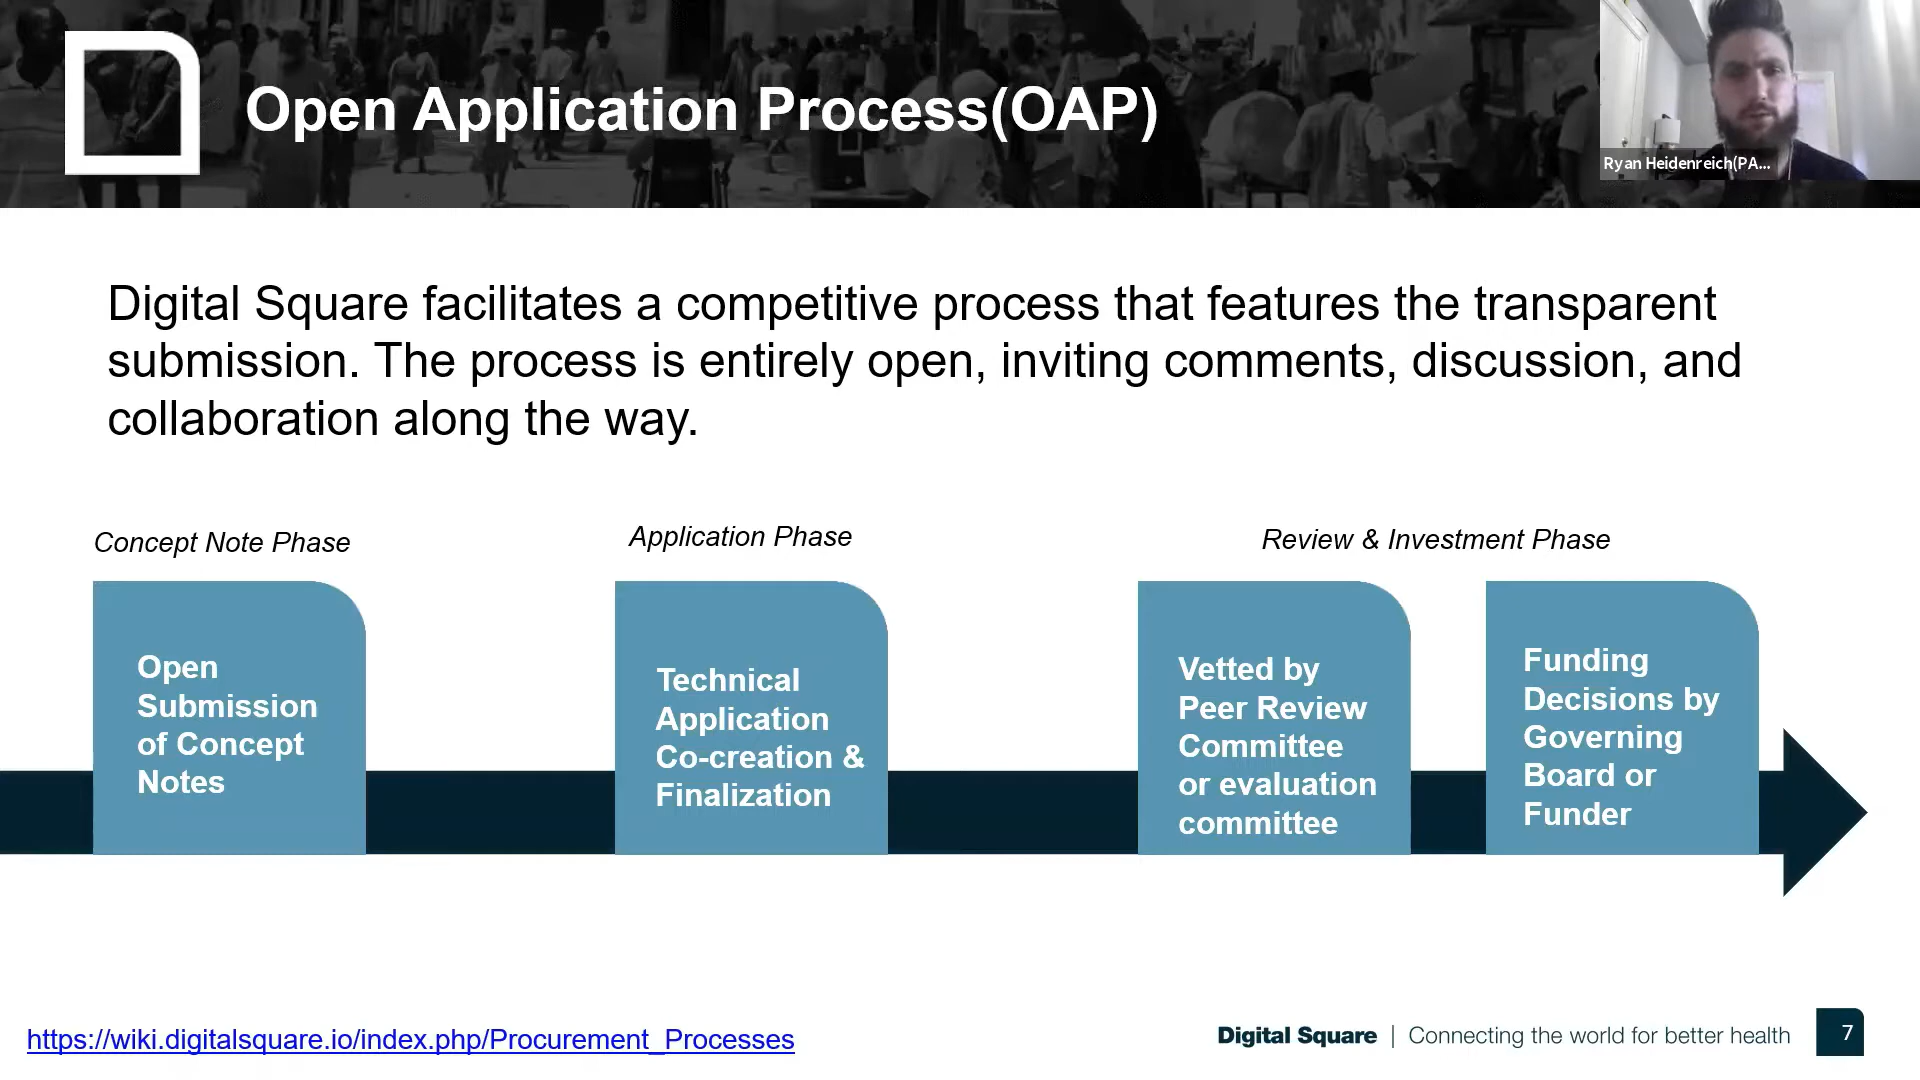 Open Application Process(OAP)
Ryan Heidenreich(PA...
Digital Square facilitates a competitive process that features the transparent
submission. The process is entirely open, inviting comments, discussion, and
collaboration along the way.
Concept Note Phase
Application Phase
Review & Investment Phase
Open
Submission
of Concept
Notes
Technical
Application
Co-creation &
Finalization
Vetted by
Peer Review
Committee
or evaluation
committee
Funding
Decisions by
Governing
Board or
Funder
https://wiki.digitalsquare.io/index.php/Procurement_Processes
Digital Square | Connecting the world for better health
7